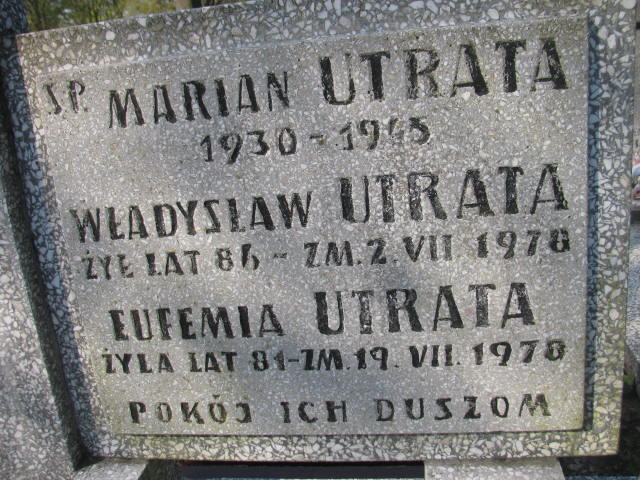 ŚP. MARIAN UTRATA
1930 - 1945
WŁADYSŁAW UTRATA
ŻYŁ LAT 86 - ZM. 2. VII. 1978
EUFEMIA UTRATA
ŻYŁA LAT 81 - ZM. 19. VII. 1978
POKÓJ ICH DUSZOM